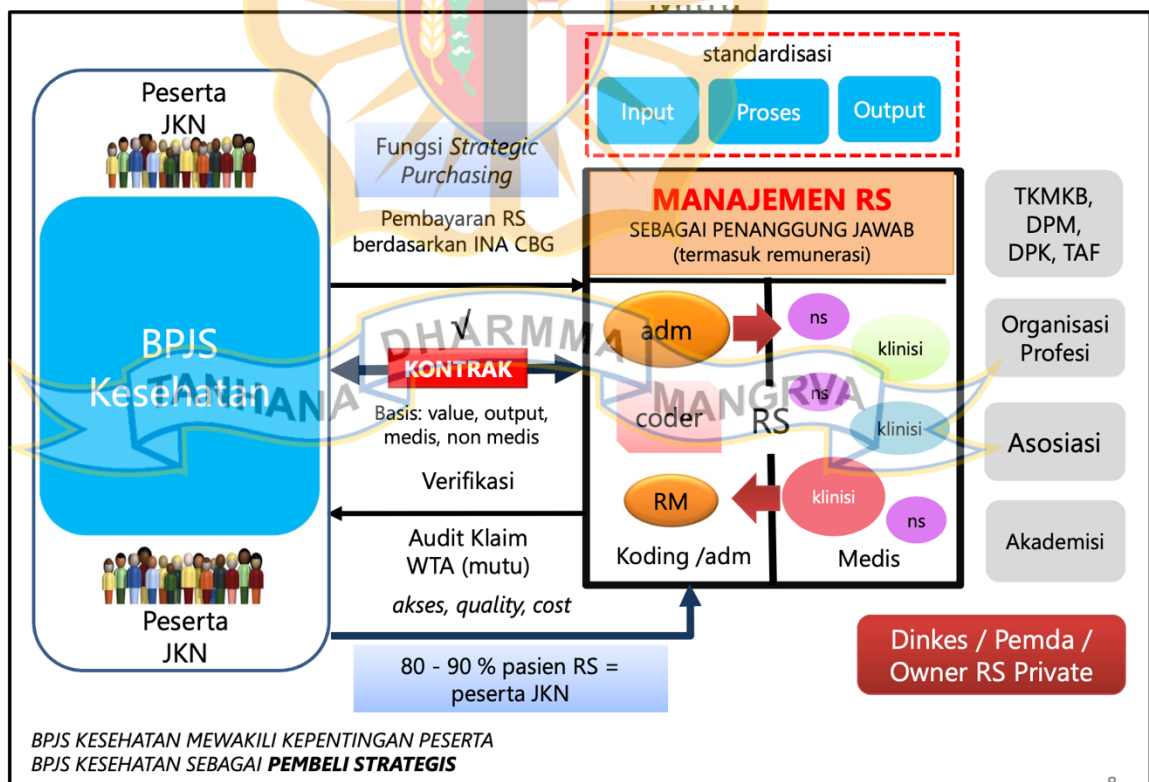 standardisasi
Input
Proses
Output
Peserta
JKN
Fungsi Strategic
Purchasing
Pembayaran RS
berdasarkan INA CBG
MANAJEMEN RS
SEBAGAI PENANGGUNG JAWAB
(termasuk remunerasi)
TKMKB,
DPM,
DPK, TAF
BPJS
Kesehatan
√
KONTRAK
Basis: value, output,
medis, non medis
Verifikasi
Audit Klaim
WTA (mutu)
akses, quality, cost
adm
coder
RM
Koding /adm
RS
ns
klinisi
ns
klinisi
klinisi
ns
Medis
Organisasi
Profesi
Asosiasi
Akademisi
TANHANA DHARMMA MANGRVA
Peserta
JKN
80 - 90 % pasien RS =
peserta JKN
Dinkes / Pemda /
Owner RS Private
BPJS KESEHATAN MEWAKILI KEPENTINGAN PESERTA
BPJS KESEHATAN SEBAGAI PEMBELI STRATEGIS